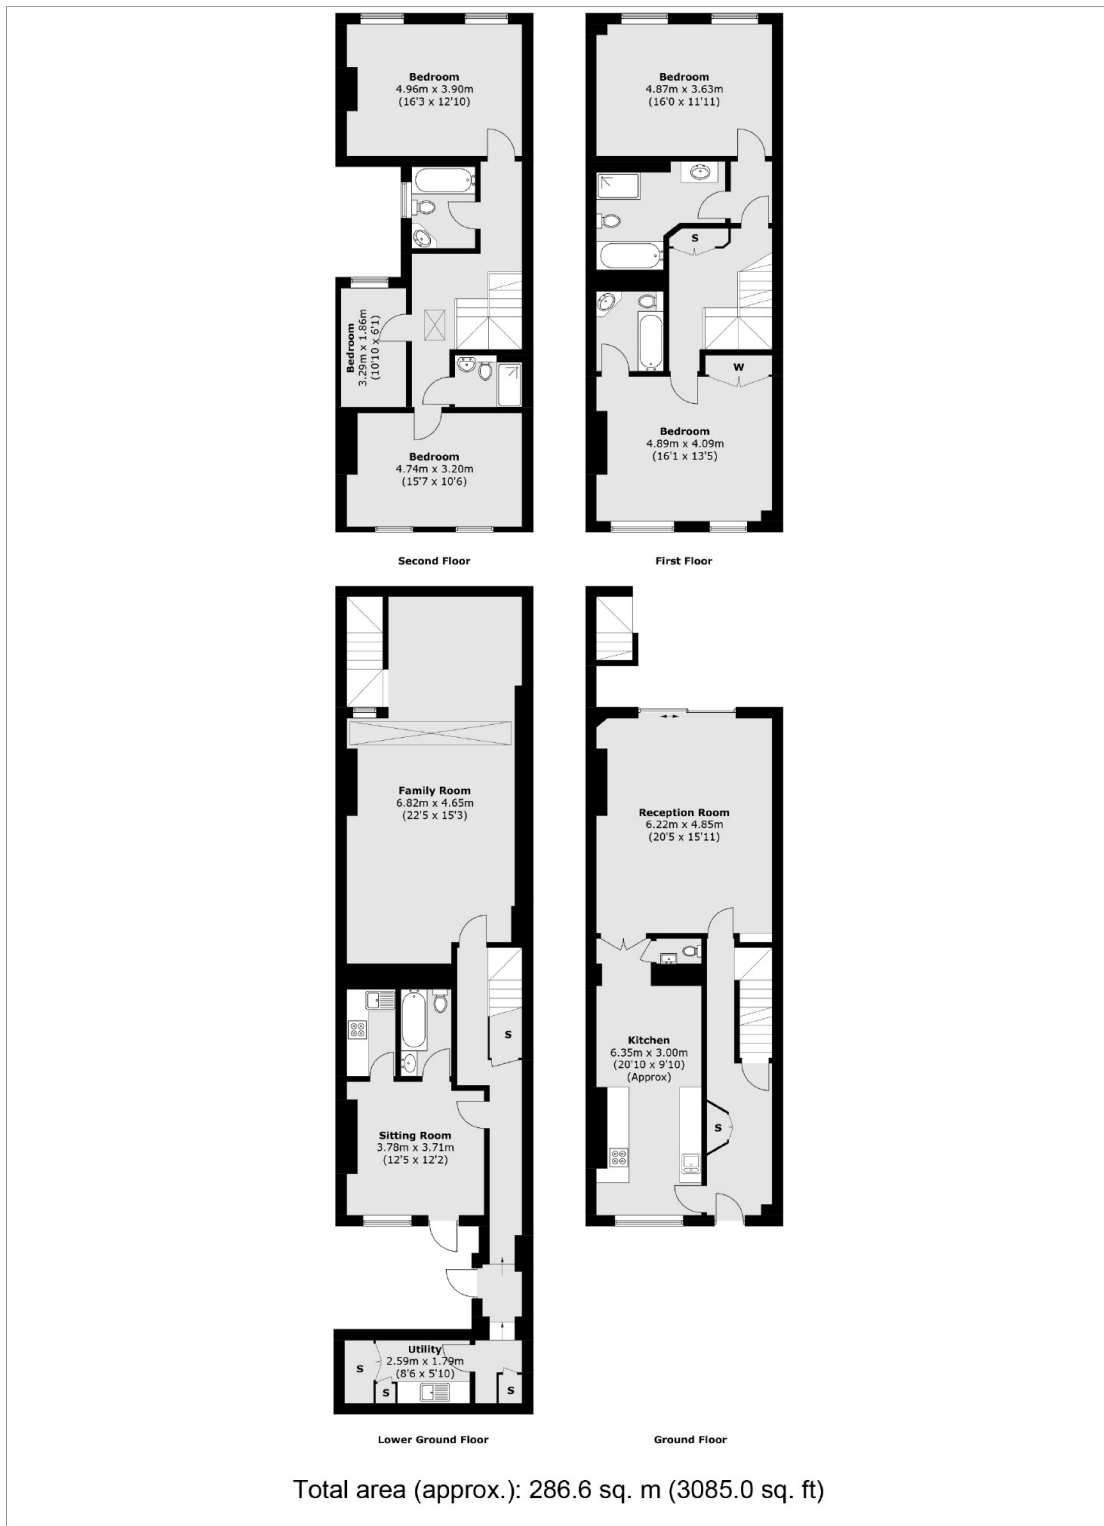 Bedroom
4.96m x 3.90m
(16'3 x 12'10)
Bedroom
3.29m x 1.86m
(10'10 x 6'1)
Bedroom
4.74m x 3.20m
(15'7 x 10'6)
Second Floor
Bedroom
4.87m x 3.63m
(16'0 x 11'11)
S
W
Bedroom
4.89m x 4.09m
(16'1 x 13'5)
First Floor
Family Room
6.82m x 4.65m
(22'5 x 15'3)
S
Sitting Room
3.78m x 3.71m
(12'5 x 12'2)
Utility
2.59m x 1.79m
(8'6 x 5'10)
S
S
S
Lower Ground Floor
Reception Room
6.22m x 4.85m
(20'5 x 15'11)
Kitchen
6.35m x 3.00m
(20'10 x 9'10)
(Approx)
S
Ground Floor
Total area (approx.): 286.6 sq. m (3085.0 sq. ft)